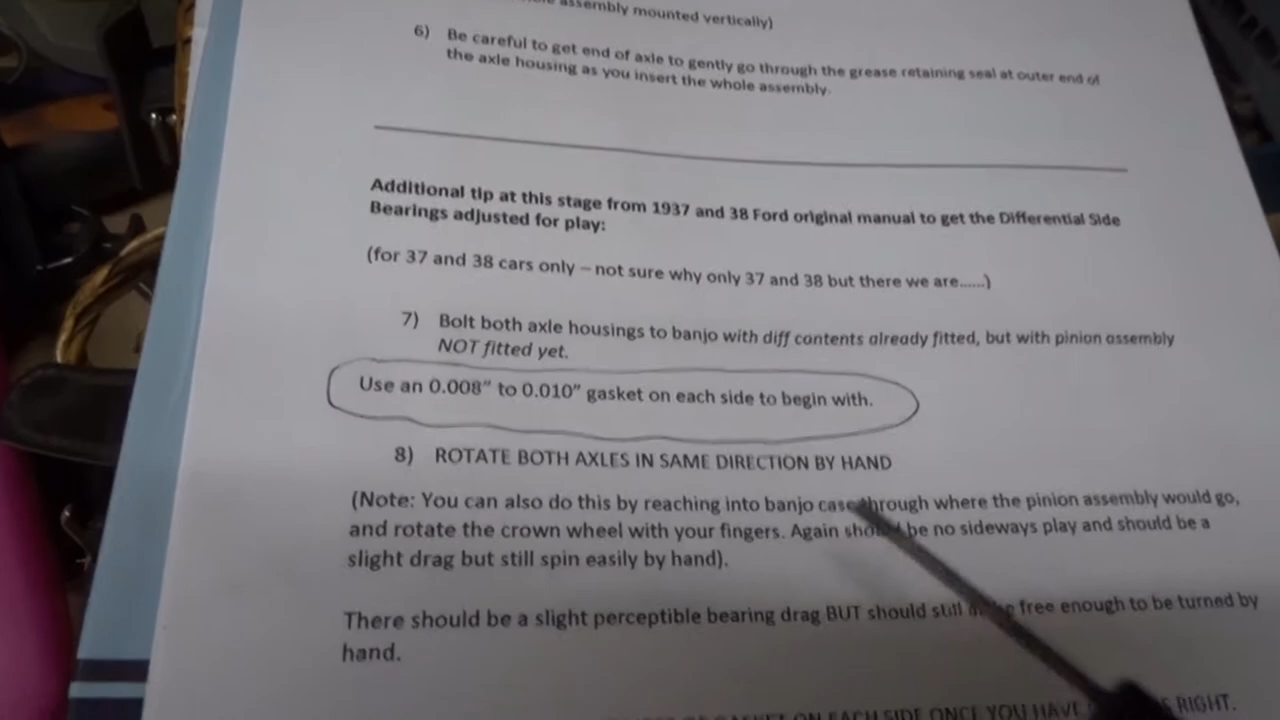 assembly mounted vertically)
6) Be careful to get end of axle to gently go through the grease retaining seal at outer end of
the axle housing as you insert the whole assembly.
Additional tip at this stage from 1937 and 38 Ford original manual to get the Differential Side
Bearings adjusted for play:
(for 37 and 38 cars only – not sure why only 37 and 38 but there we are......)
7) Bolt both axle housings to banjo with diff contents already fitted, but with pinion assembly
NOT fitted yet.
Use an 0.008” to 0.010” gasket on each side to begin with.
8) ROTATE BOTH AXLES IN SAME DIRECTION BY HAND
(Note: You can also do this by reaching into banjo case through where the pinion assembly would go,
and rotate the crown wheel with your fingers. Again should be no sideways play and should be a
slight drag but still spin easily by hand).
There should be a slight perceptible bearing drag BUT should still free enough to be turned by
hand.
GASKET ON EACH SIDE ONCE YOU HAVE RIGHT.